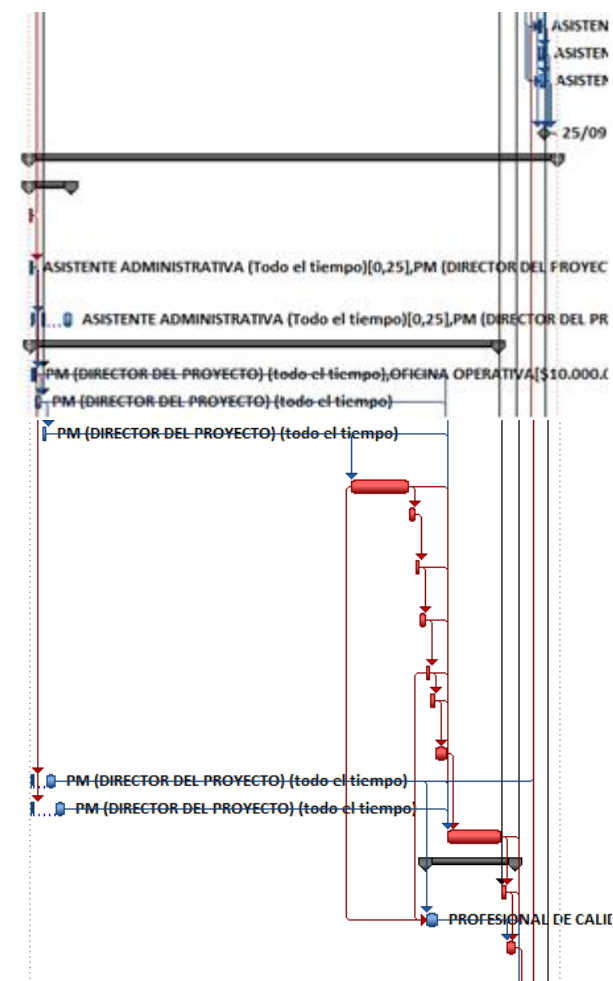 ASISTEN
ASISTEN
ASISTEN
25/09
ASISTENTE ADMINISTRATIVA (Todo el tiempo)[0,25],PM (DIRECTOR DEL PROYEC
ASISTENTE ADMINISTRATIVA (Todo el tiempo)[0,25],PM (DIRECTOR DEL PR
PM (DIRECTOR DEL PROYECTO) (todo el tiempo),OFICINA OPERATIVA[$10.000.0
PM (DIRECTOR DEL PROYECTO) (todo el tiempo)
PM (DIRECTOR DEL PROYECTO) (todo el tiempo)
PM (DIRECTOR DEL PROYECTO) (todo el tiempo)
PM (DIRECTOR DEL PROYECTO) (todo el tiempo)
PROFESIONAL DE CALID